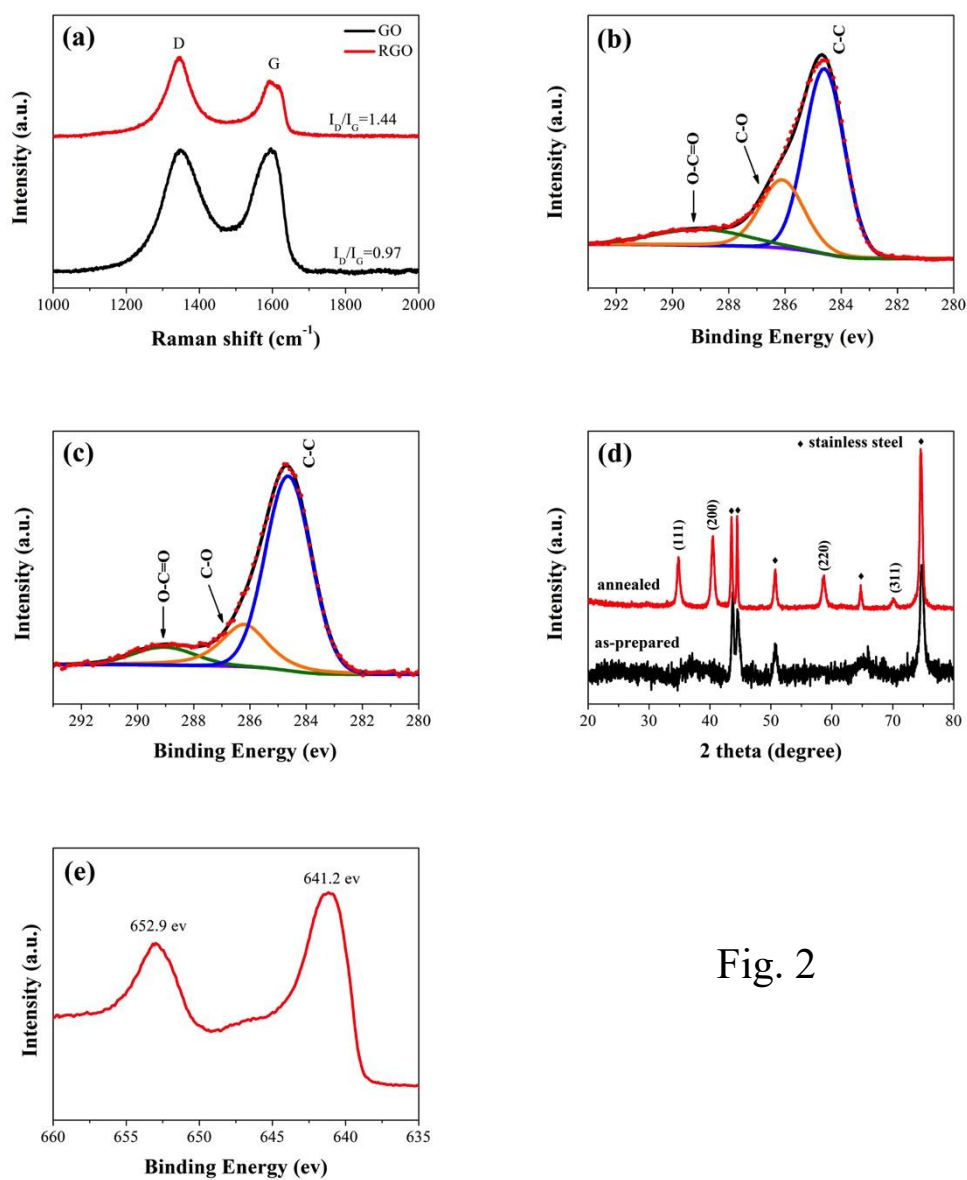 (a)
GO
RGO
D
G
I_D/I_G=1.44
I_D/I_G=0.97
Intensity (a.u.)
1000 1200 1400 1600 1800 2000
Raman shift (cm⁻¹)
(b)
C-C
C-O
O-C=O
Intensity (a.u.)
292 290 288 286 284 282 280
Binding Energy (ev)
(c)
C-C
C-O
O-C=O
Intensity (a.u.)
292 290 288 286 284 282 280
Binding Energy (ev)
(d)
♦ stainless steel
(111)
(200)
(220)
(311)
annealed
as-prepared
Intensity (a.u.)
20 30 40 50 60 70 80
2 theta (degree)
(e)
641.2 ev
652.9 ev
Intensity (a.u.)
660 655 650 645 640 635
Binding Energy (ev)
Fig. 2